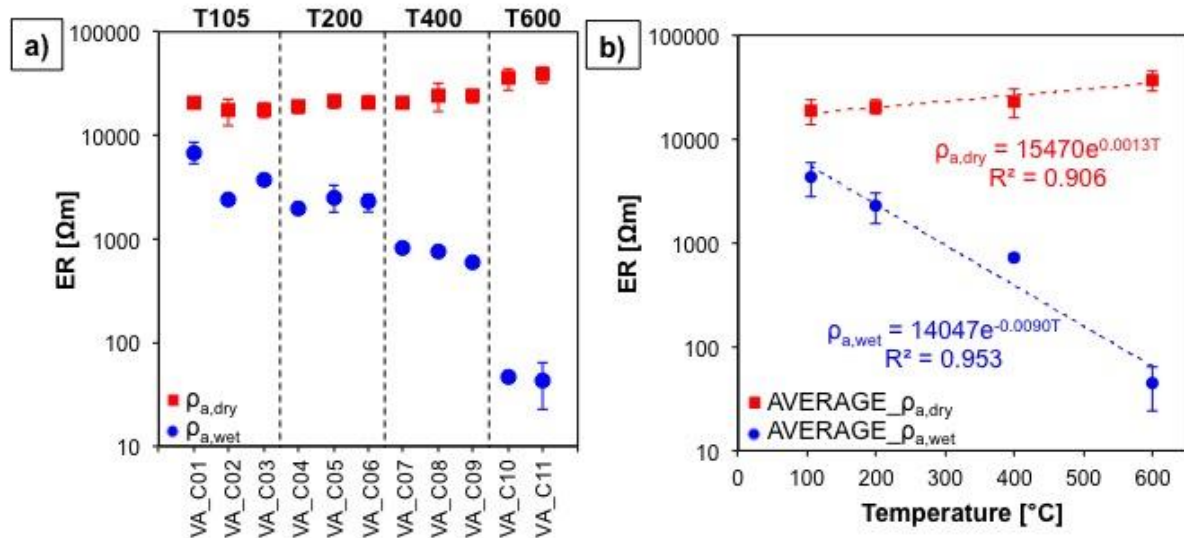 a)
T105 T200 T400 T600
100000
10000
1000
100
10
ER [Ωm]
ρa,dry
ρa,wet
VA_C01
VA_C02
VA_C03
VA_C04
VA_C05
VA_C06
VA_C07
VA_C08
VA_C09
VA_C10
VA_C11
b)
100000
10000
1000
100
10
ER [Ωm]
ρa,dry = 15470e0.0013T
R² = 0.906
ρa,wet = 14047e-0.0090T
R² = 0.953
AVERAGE_ρa,dry
AVERAGE_ρa,wet
0 100 200 300 400 500 600
Temperature [°C]